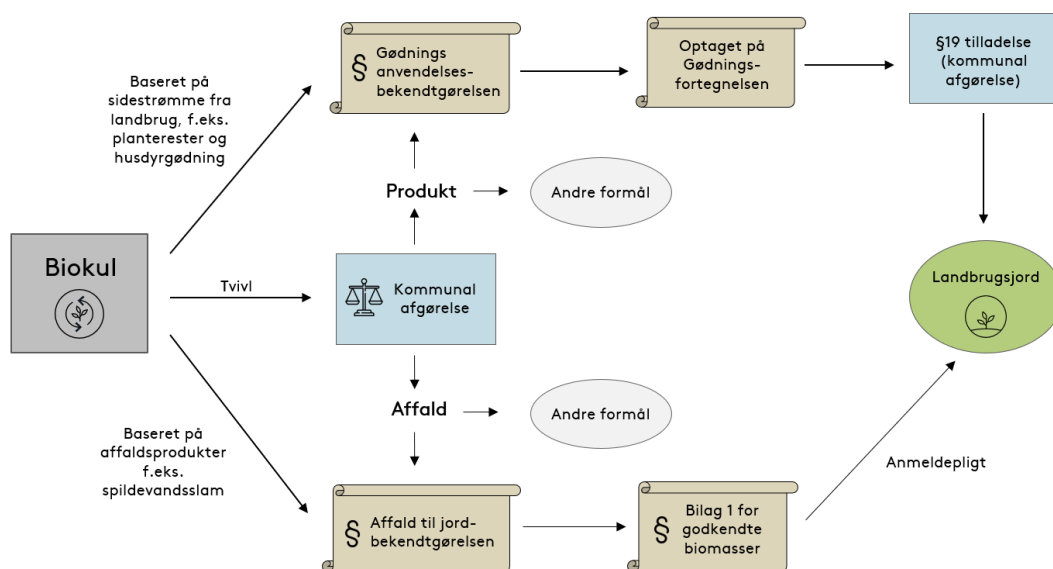 Baseret på
sidestrømme fra
landbrug, f.eks.
planterester og
husdyrgødning
§ Gødnings
anvendelses-
bekendtgørelsen
Optaget på
Gødnings-
fortegnelsen
§19 tilladelse
(kommunal
afgørelse)
Produkt
Andre formål
Biokul
Tvivl
Kommunal
afgørelse
Landbrugsjord
Affald
Andre formål
Baseret på
affaldsprodukter
f.eks.
spildevandsslam
§ Affald til jord-
bekendtgørelsen
§ Bilag 1 for
godkendte
biomasser
Anmeldepligt